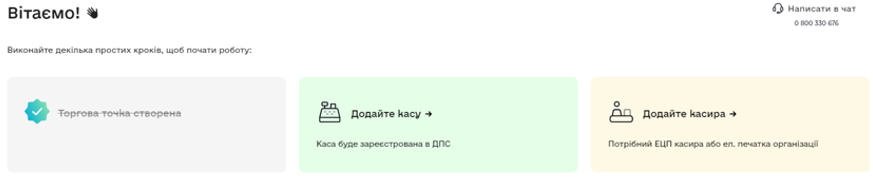 Вітаємо!
Написати в чат
0 800 330 676
Виконайте декілька простих кроків, щоб почати роботу:
Торгова точка створена
Додайте касу →
Каса буде зареєстрована в ДПС
Додайте касира →
Потрібний ЕЦП касира або ел. печатка організації